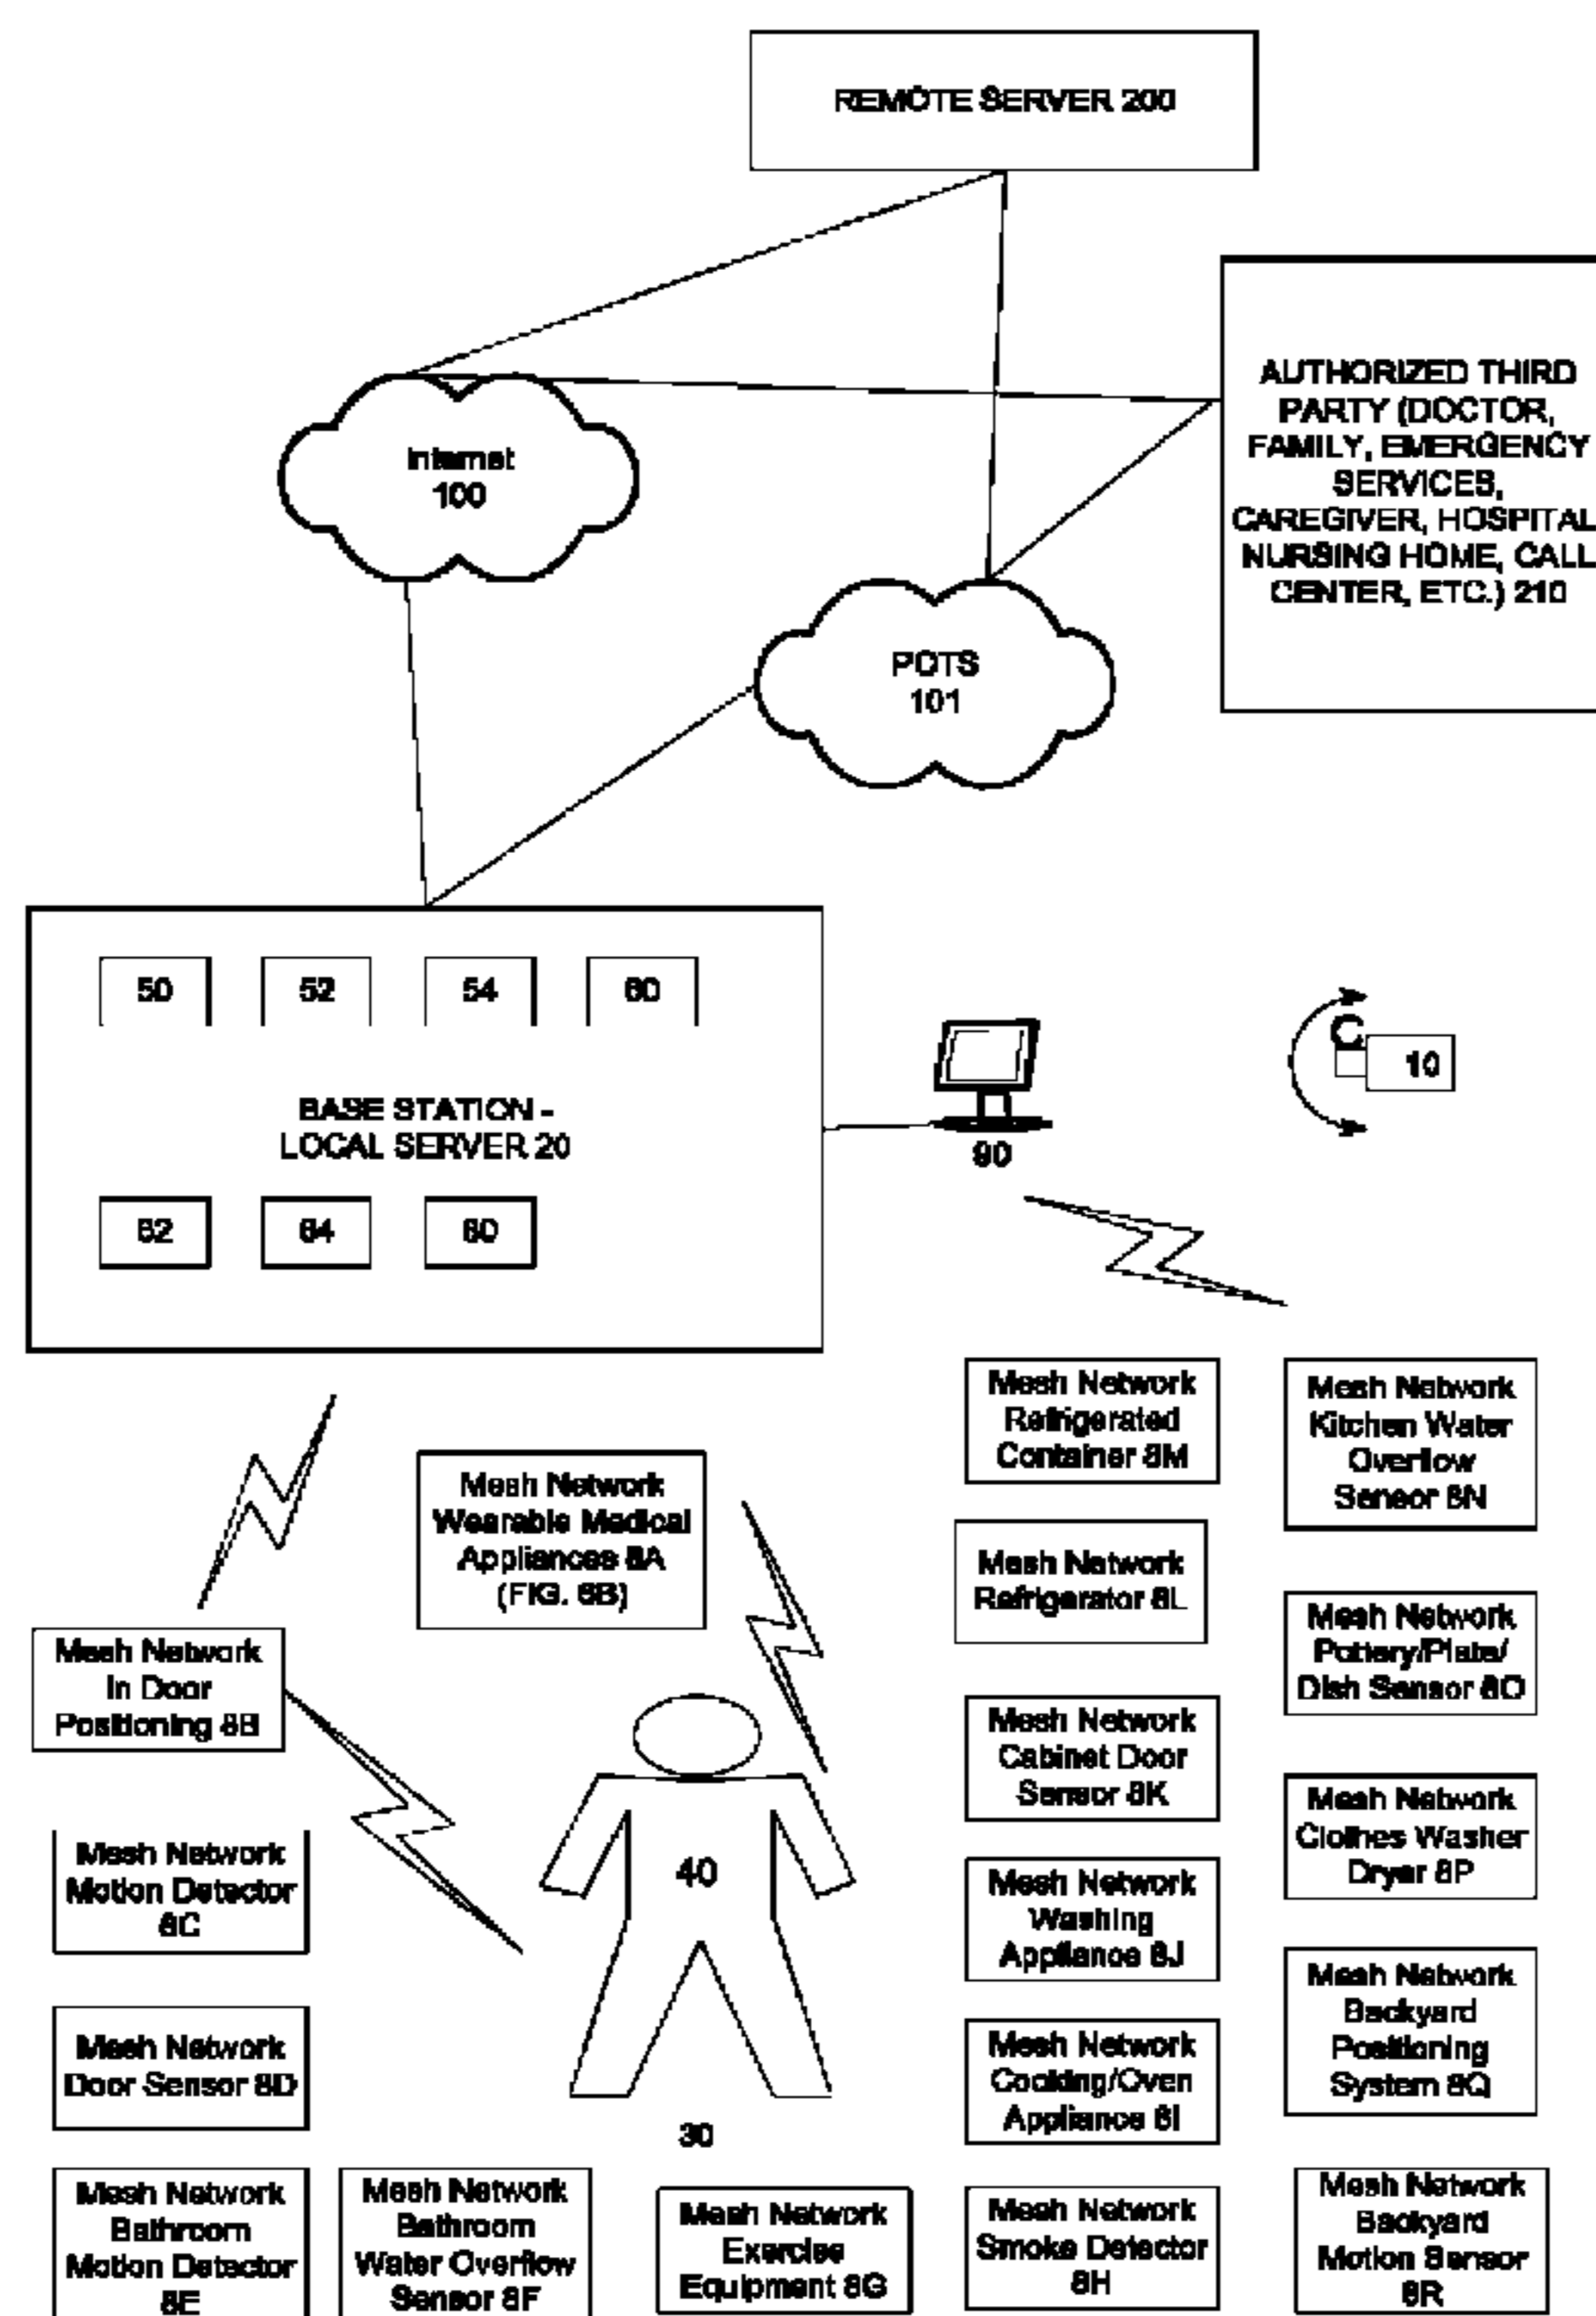 REMOTE SERVER 200
AUTHORIZED THIRD
PARTY (DOCTOR,
FAMILY, EMERGENCY
SERVICES,
CAREGIVER, HOSPITAL
NURSING HOME, CALL
CENTER, ETC.) 210
Internet
100
POTS
101
50
52
54
60
BASE STATION -
LOCAL SERVER 20
62
64
80
90
C
10
Mesh Network
Wearable Medical
Appliances 8A
(FIG. 6B)
Mesh Network
In Door
Positioning 8B
Mesh Network
Motion Detector
8C
Mesh Network
Door Sensor 8D
Mesh Network
Bathroom
Motion Detector
8E
Mesh Network
Bathroom
Water Overflow
Sensor 8F
40
30
Mesh Network
Exercise
Equipment 8G
Mesh Network
Refrigerated
Container 8M
Mesh Network
Refrigerator 8L
Mesh Network
Cabinet Door
Sensor 8K
Mesh Network
Washing
Appliance 8J
Mesh Network
Cooking/Oven
Appliance 8I
Mesh Network
Smoke Detector
8H
Mesh Network
Kitchen Water
Overflow
Sensor 8N
Mesh Network
Pottery/Plate/
Dish Sensor 8O
Mesh Network
Clothes Washer
Dryer 8P
Mesh Network
Backyard
Positioning
System 8Q
Mesh Network
Backyard
Motion Sensor
8R